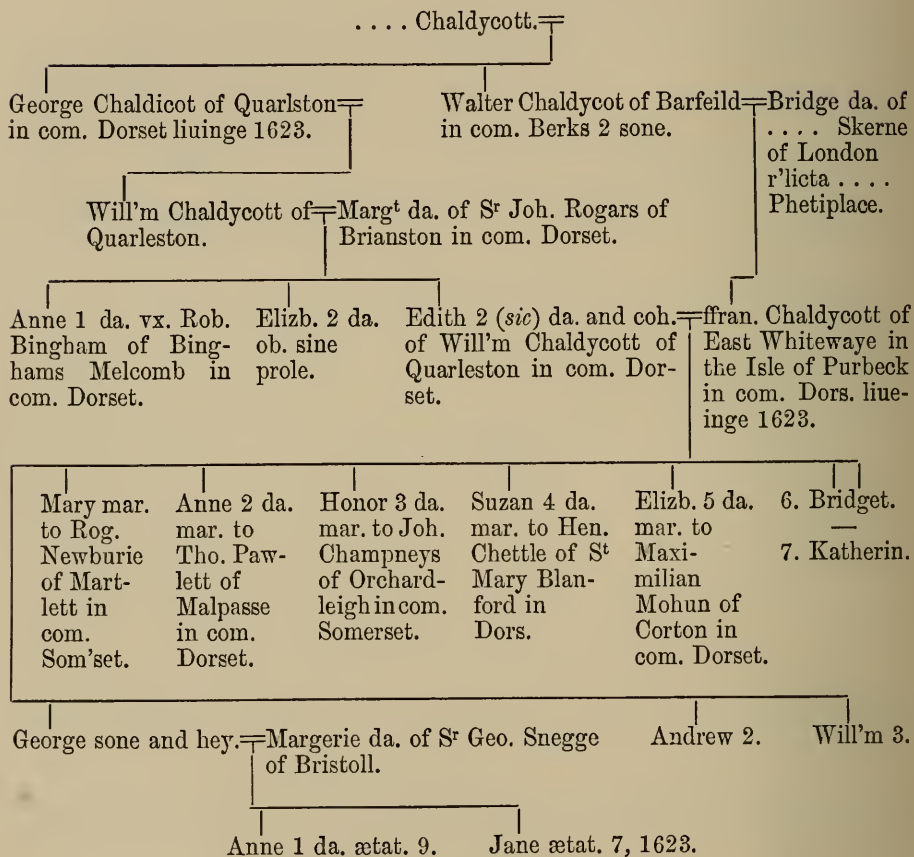 . . . . Chaldycott.
George Chaldicot of Quarlston
in com. Dorset liuinge 1623.
Walter Chaldycot of Barfeild
in com. Berks 2 sone.
Bridge da. of
. . . . Skerne
of London
r'licta . . . .
Phetiplace.
Will'm Chaldycott of
Quarleston.
Margᵗ da. of Sʳ Joh. Rogars of
Brianston in com. Dorset.
Anne 1 da. vx. Rob.
Bingham of Bing-
hams Melcomb in
com. Dorset.
Elizb. 2 da.
ob. sine
prole.
Edith 2 (sic) da. and coh.
of Will'm Chaldycott of
Quarleston in com. Dor-
set.
ffran. Chaldycott of
East Whitewaye in
the Isle of Purbeck
in com. Dors. liue-
inge 1623.
Mary mar.
to Rog.
Newburie
of Mart-
lett in
com.
Som'set.
Anne 2 da.
mar. to
Tho. Paw-
lett of
Malpasse
in com.
Dorset.
Honor 3 da.
mar. to Joh.
Champneys
of Orchard-
leigh in com.
Somerset.
Suzan 4 da.
mar. to Hen.
Chettle of Sᵗ
Mary Blan-
ford in
Dors.
Elizb. 5 da.
mar. to
Maxi-
milian
Mohun of
Corton in
com. Dorset.
6. Bridget.
—
7. Katherin.
George sone and hey.
Margerie da. of Sʳ Geo. Snegge
of Bristoll.
Andrew 2.
Will'm 3.
Anne 1 da. ætat. 9.
Jane ætat. 7, 1623.